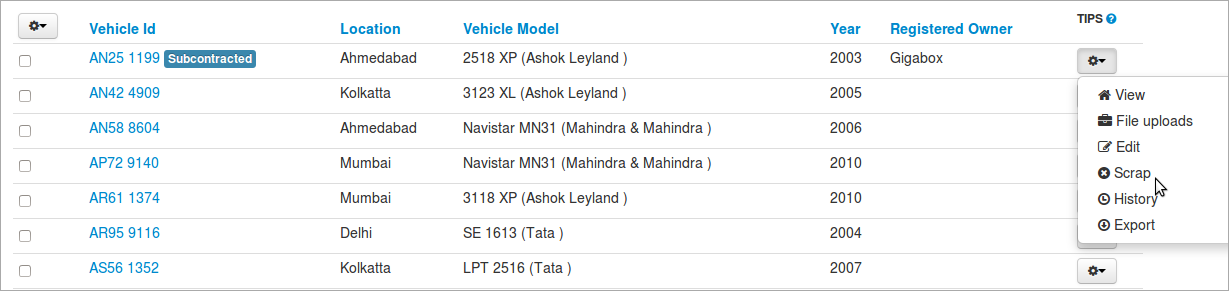 TIPS
Vehicle Id Location Vehicle Model Year Registered Owner
AN25 1199 Subcontracted Ahmedabad 2518 XP (Ashok Leyland ) 2003 Gigabox
AN42 4909 Kolkatta 3123 XL (Ashok Leyland ) 2005
AN58 8604 Ahmedabad Navistar MN31 (Mahindra & Mahindra ) 2006
AP72 9140 Mumbai Navistar MN31 (Mahindra & Mahindra ) 2010
AR61 1374 Mumbai 3118 XP (Ashok Leyland ) 2010
AR95 9116 Delhi SE 1613 (Tata ) 2004
AS56 1352 Kolkatta LPT 2516 (Tata ) 2007
View
File uploads
Edit
Scrap
History
Export